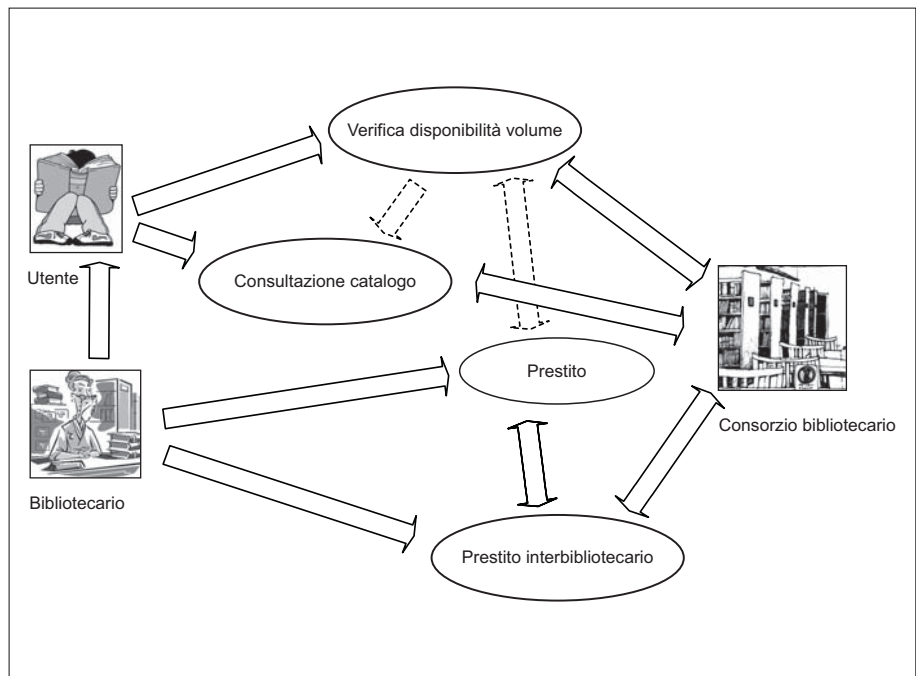 Verifica disponibilità volume
Utente
Consultazione catalogo
Prestito
Consorzio bibliotecario
Bibliotecario
Prestito interbibliotecario